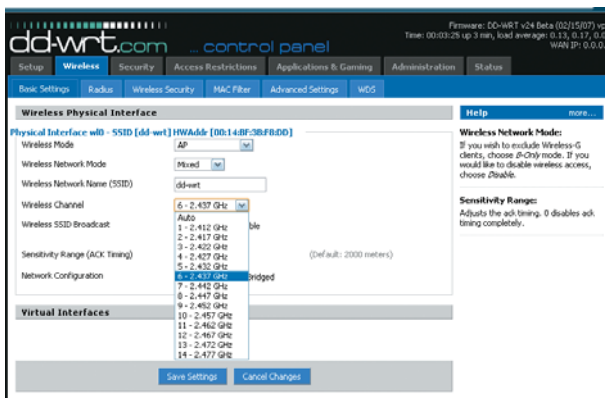 Firmware: DD-WRT v24 Beta (02/15/07)
dd-wrt.com ... control panel
Time: 00:03:25 up 3 min, load average: 0.13, 0.17, 0.0
WAN IP: 0.0.0.
Setup Wireless Security Access Restrictions Applications & Gaming Administration Status
Basic Settings Radius Wireless Security MAC Filter Advanced Settings WDS
Wireless Physical Interface
Physical Interface wl0 - SSID [dd-wrt] HWAddr [00:14:BF:3B:F8:DD]
Wireless Mode AP
Wireless Network Mode Mixed
Wireless Network Name (SSID) dd-wrt
Wireless Channel 6 - 2.437 GHz
Auto
Wireless SSID Broadcast 1 - 2.412 GHz ble
2 - 2.417 GHz
3 - 2.422 GHz
Sensitivity Range (ACK Timing) 4 - 2.427 GHz (Default: 2000 meters)
5 - 2.432 GHz
Network Configuration 6 - 2.437 GHz Bridged
7 - 2.442 GHz
8 - 2.447 GHz
9 - 2.452 GHz
Virtual Interfaces 10 - 2.457 GHz
11 - 2.462 GHz
12 - 2.467 GHz
13 - 2.472 GHz
14 - 2.477 GHz
Save Settings Cancel Changes
Help more...
Wireless Network Mode:
If you wish to exclude Wireless-G
clients, choose B-Only mode. If you
would like to disable wireless access,
choose Disable.
Sensitivity Range:
Adjusts the ack timing. 0 disables ack
timing completely.